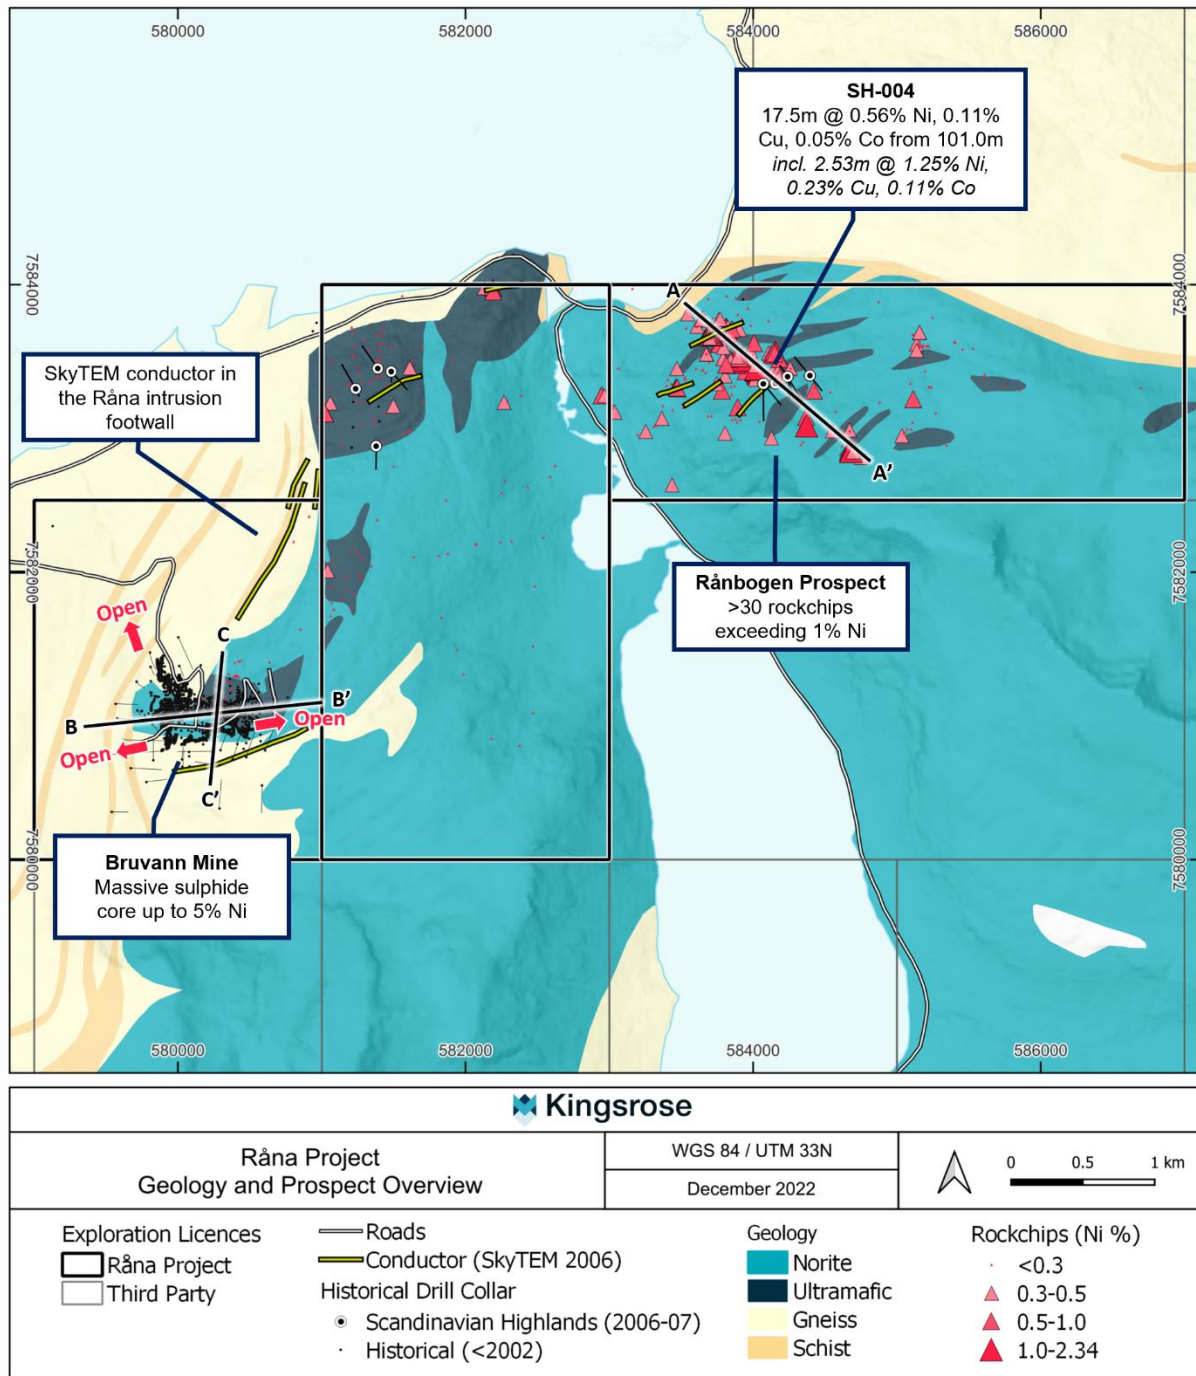 580000
582000
584000
586000
SH-004
17.5m @ 0.56% Ni, 0.11%
Cu, 0.05% Co from 101.0m
incl. 2.53m @ 1.25% Ni,
0.23% Cu, 0.11% Co
7584000
7584000
A
SkyTEM conductor in
the Råna intrusion
footwall
A’
7582000
7582000
Rånbogen Prospect
>30 rockchips
exceeding 1% Ni
Open
C
B
B’
Open
Open
C’
7580000
7580000
Bruvann Mine
Massive sulphide
core up to 5% Ni
580000
582000
584000
586000
Kingsrose
Råna Project
Geology and Prospect Overview
WGS 84 / UTM 33N
December 2022
0 0.5 1 km
Exploration Licences
Råna Project
Third Party
Roads
Conductor (SkyTEM 2006)
Historical Drill Collar
Scandinavian Highlands (2006-07)
Historical (<2002)
Geology
Norite
Ultramafic
Gneiss
Schist
Rockchips (Ni %)
<0.3
0.3-0.5
0.5-1.0
1.0-2.34